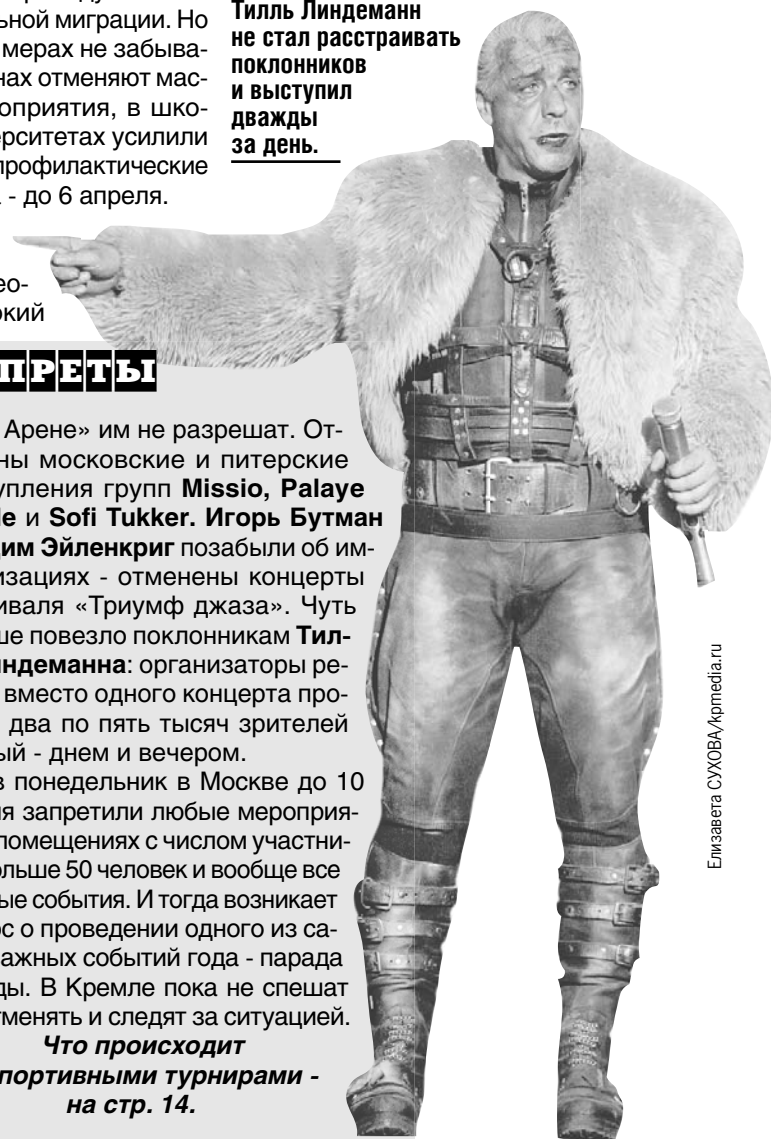 льной миграции. Но
мерах не забыва-
нах отменяют мас-
оприятия, в шко-
ерситетах усилили
профилактические
- до 6 апреля.
ео-
окий
Тилль Линдеманн
не стал расстраивать
поклонников
и выступил
дважды
за день.
ПРЕТЫ
Арене» им не разрешат. От-
ны московские и питерские
упления групп Missio, Palaye
le и Sofi Tukker. Игорь Бутман
дим Эйленкриг позабыли об им-
изациях - отменены концерты
иваля «Триумф джаза». Чуть
ше повезло поклонникам Тил-
индеманна: организаторы ре-
вместо одного концерта про-
два по пять тысяч зрителей
ый - днем и вечером.
в понедельник в Москве до 10
ля запретили любые мероприя-
помещениях с числом участни-
ольше 50 человек и вообще все
ые события. И тогда возникает
ос о проведении одного из са-
ажных событий года - парада
ды. В Кремле пока не спешат
тменять и следят за ситуацией.
Что происходит
портивными турнирами -
на стр. 14.
Елизавета СУХОВА/kpmedia.ru